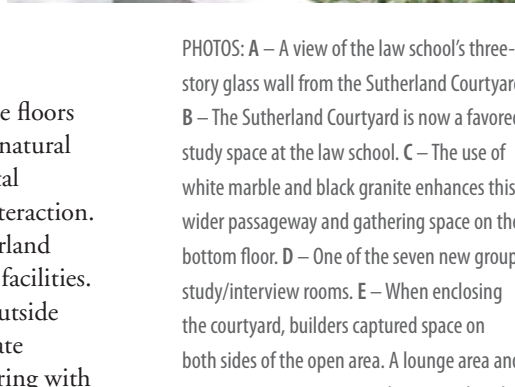 e floors
natural
tal
teraction.
rland
facilities.
utside
ate
ring with
PHOTOS: A – A view of the law school’s three-
story glass wall from the Sutherland Courtyard
B – The Sutherland Courtyard is now a favored
study space at the law school. C – The use of
white marble and black granite enhances this
wider passageway and gathering space on the
bottom floor. D – One of the seven new group
study/interview rooms. E – When enclosing
the courtyard, builders captured space on
both sides of the open area. A lounge area and